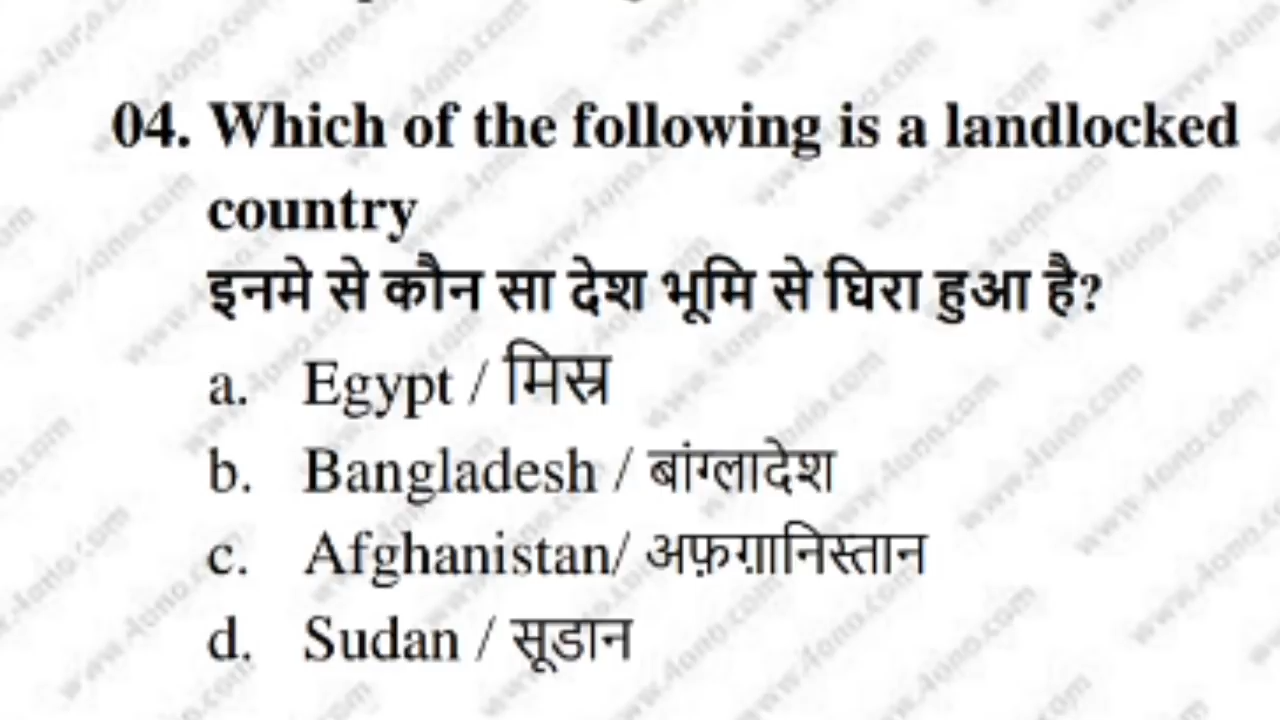 04. Which of the following is a landlocked
country
इनमे से कौन सा देश भूमि से घिरा हुआ है?
a. Egypt / मिस्र
b. Bangladesh / बांग्लादेश
c. Afghanistan/ अफ़ग़ानिस्तान
d. Sudan / सूडान